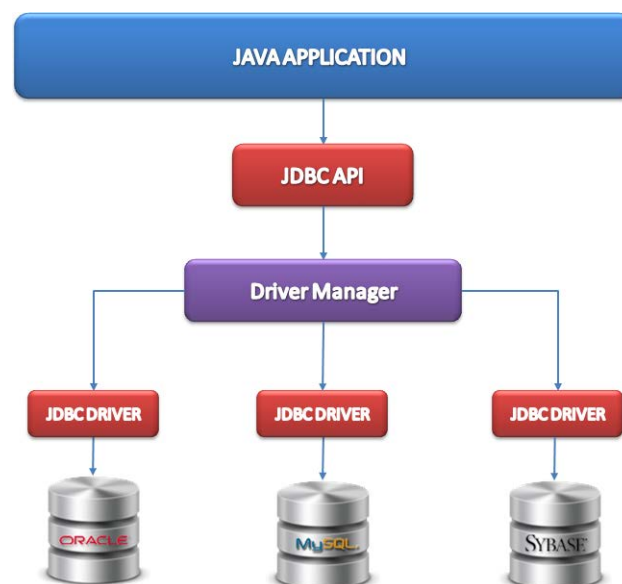 JAVA APPLICATION
JDBC API
Driver Manager
JDBC DRIVER
JDBC DRIVER
JDBC DRIVER
ORACLE
MySQL
SYBASE